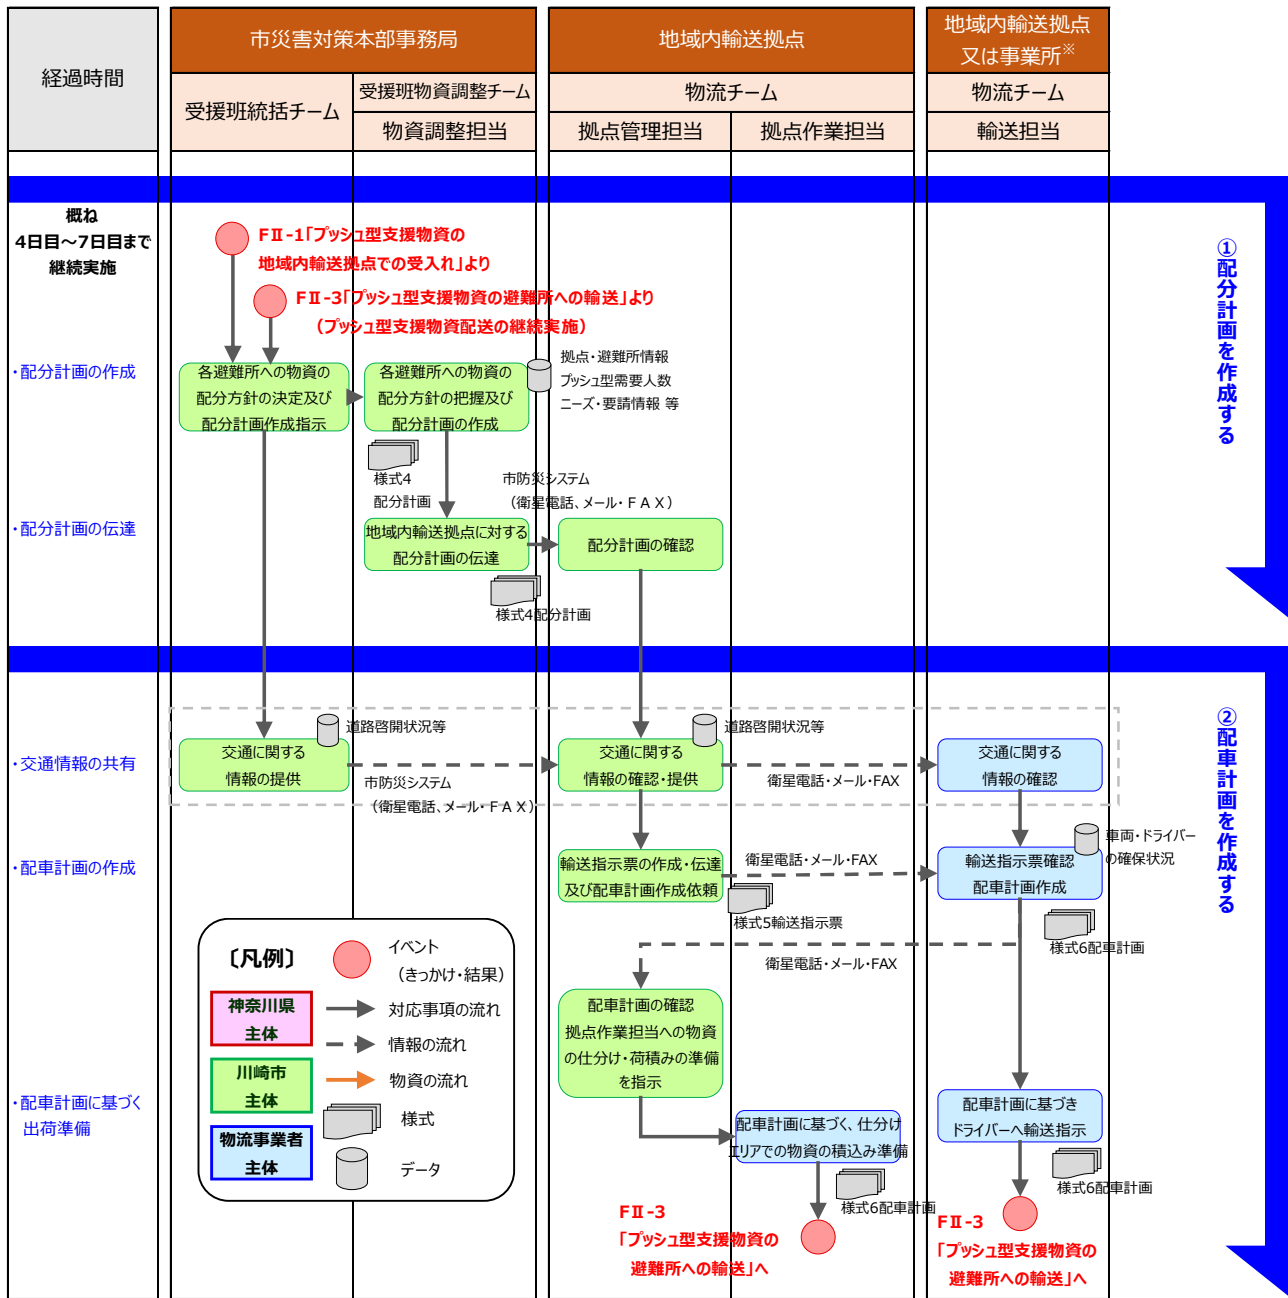 経過時間
市災害対策本部事務局
地域内輸送拠点
地域内輸送拠点
又は事業所※
受援班統括チーム
受援班物資調整チーム
物資調整担当
物流チーム
拠点管理担当
拠点作業担当
物流チーム
輸送担当
概ね
4日目～7日目まで
継続実施
FⅡ-1「プッシュ型支援物資の
地域内輸送拠点での受入れ」より
FⅡ-3「プッシュ型支援物資の避難所への輸送」より
（プッシュ型支援物資配送の継続実施）
①配分計画を作成する
・配分計画の作成
各避難所への物資の
配分方針の決定及び
配分計画作成指示
各避難所への物資の
配分方針の把握及び
配分計画の作成
拠点・避難所情報
プッシュ型需要人数
ニーズ・要請情報 等
様式4
配分計画
市防災システム
（衛星電話、メール・ＦＡＸ）
・配分計画の伝達
地域内輸送拠点に対する
配分計画の伝達
配分計画の確認
様式4配分計画
②配車計画を作成する
道路啓開状況等
道路啓開状況等
・交通情報の共有
交通に関する
情報の提供
交通に関する
情報の確認・提供
交通に関する
情報の確認
市防災システム
（衛星電話、メール・ＦＡＸ）
衛星電話・メール・FAX
車両・ドライバー
の確保状況
・配車計画の作成
輸送指示票の作成・伝達
及び配車計画作成依頼
衛星電話・メール・FAX
輸送指示票確認
配車計画作成
様式5輸送指示票
様式6配車計画
衛星電話・メール・FAX
配車計画の確認
拠点作業担当への物資
の仕分け・荷積みの準備
を指示
・配車計画に基づく
出荷準備
配車計画に基づく、仕分け
エリアでの物資の積込み準備
配車計画に基づき
ドライバーへ輸送指示
様式6配車計画
様式6配車計画
FⅡ-3
「プッシュ型支援物資の
避難所への輸送」へ
FⅡ-3
「プッシュ型支援物資の
避難所への輸送」へ
〔凡例〕
イベント
（きっかけ・結果）
神奈川県
主体
対応事項の流れ
情報の流れ
川崎市
主体
物資の流れ
様式
物流事業者
主体
データ